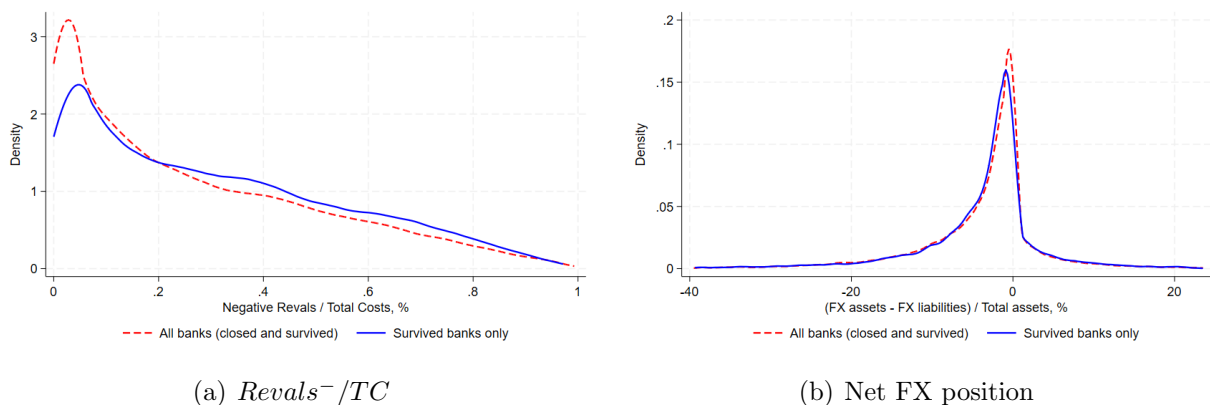 3
2
1
0
Density
0
.2
.4
.6
.8
1
Negative Revals / Total Costs, %
All banks (closed and survived)
Survived banks only
(a) Revals⁻/TC
.2
.15
.1
.05
0
Density
-40
-20
0
20
(FX assets - FX liabilities) / Total assets, %
All banks (closed and survived)
Survived banks only
(b) Net FX position